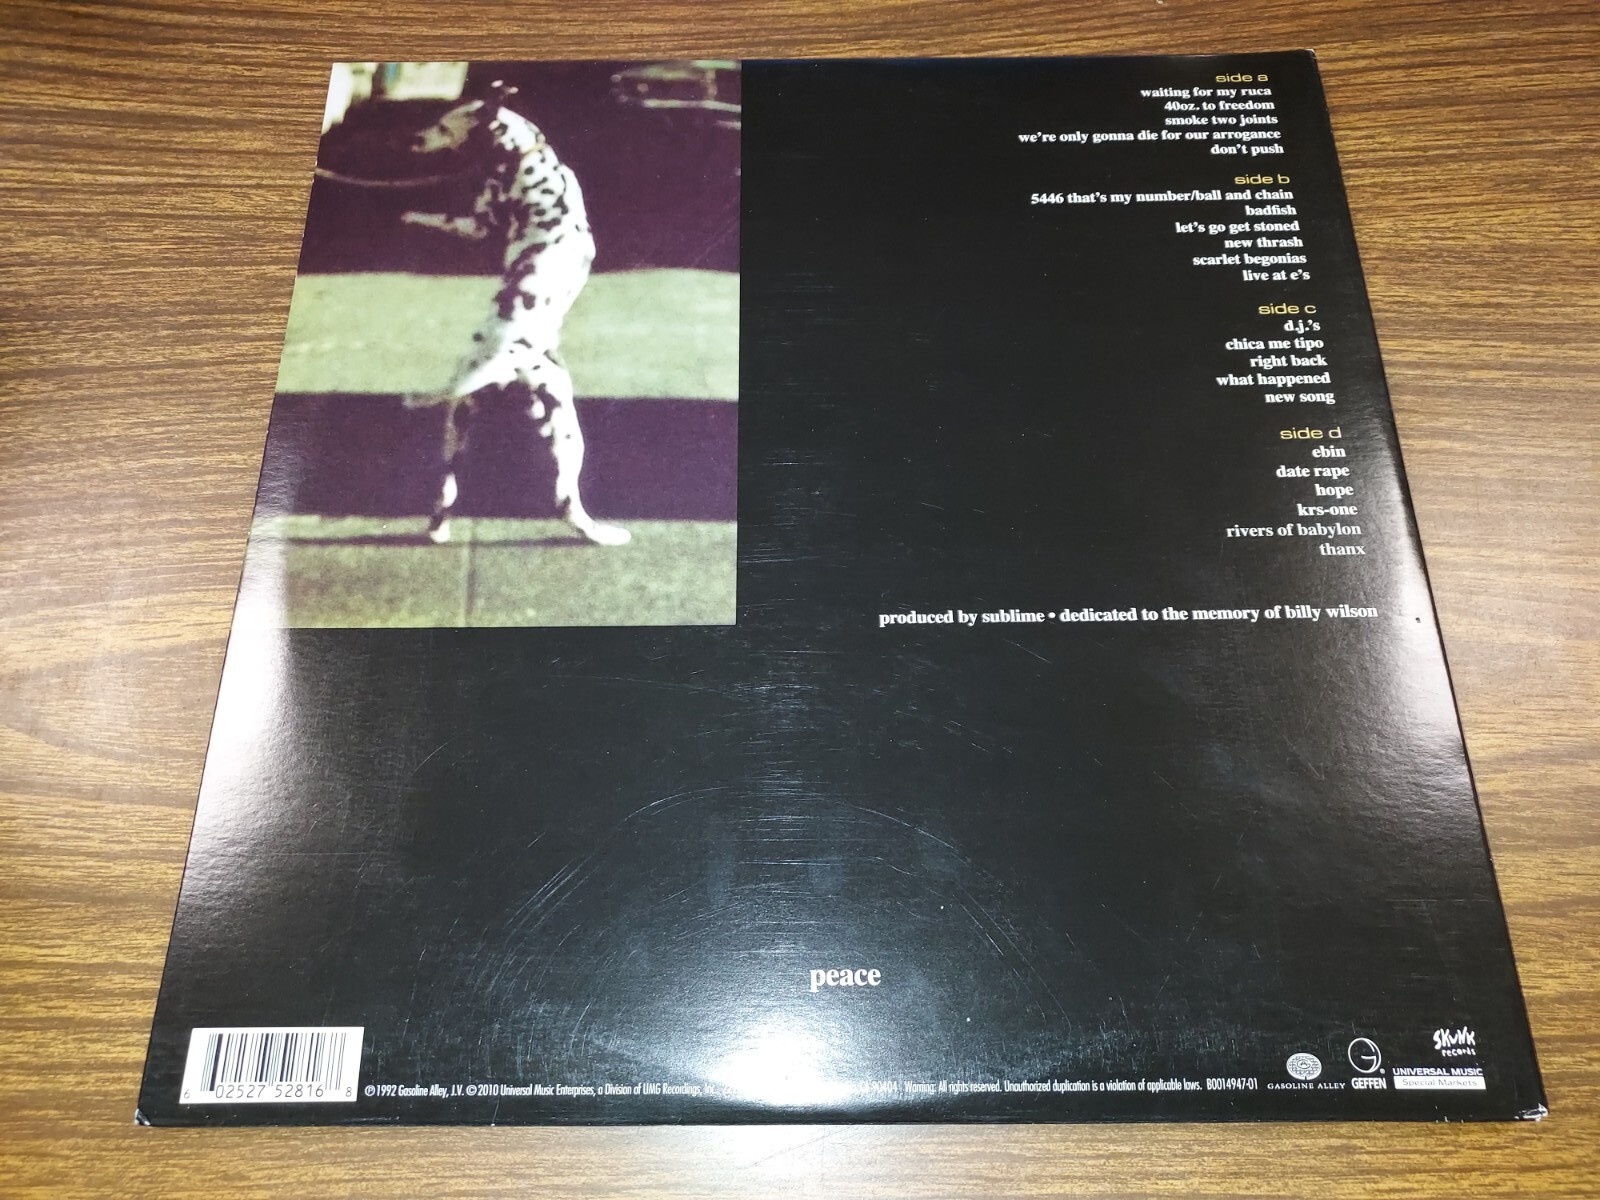 side a
waiting for my ruca
40oz. to freedom
smoke two joints
we're only gonna die for our arrogance
don't push
side b
5446 that's my number/ball and chain
badfish
let's go get stoned
new thrash
scarlet begonias
live at e's
side c
d.j.'s
chica me tipo
right back
what happened
new song
side d
ebin
date rape
hope
krs-one
rivers of babylon
thanx
produced by sublime • dedicated to the memory of billy wilson
peace
6 02527 52816 8
℗ 1992 Gasoline Alley, J.V. © 2010 Universal Music Enterprises, a Division of UMG Recordings, Inc. CA 90404 Warning: All rights reserved. Unauthorized duplication is a violation of applicable laws. B0014947-01
GASOLINE ALLEY
GEFFEN
SKUNK
records
UNIVERSAL MUSIC
Special Markets